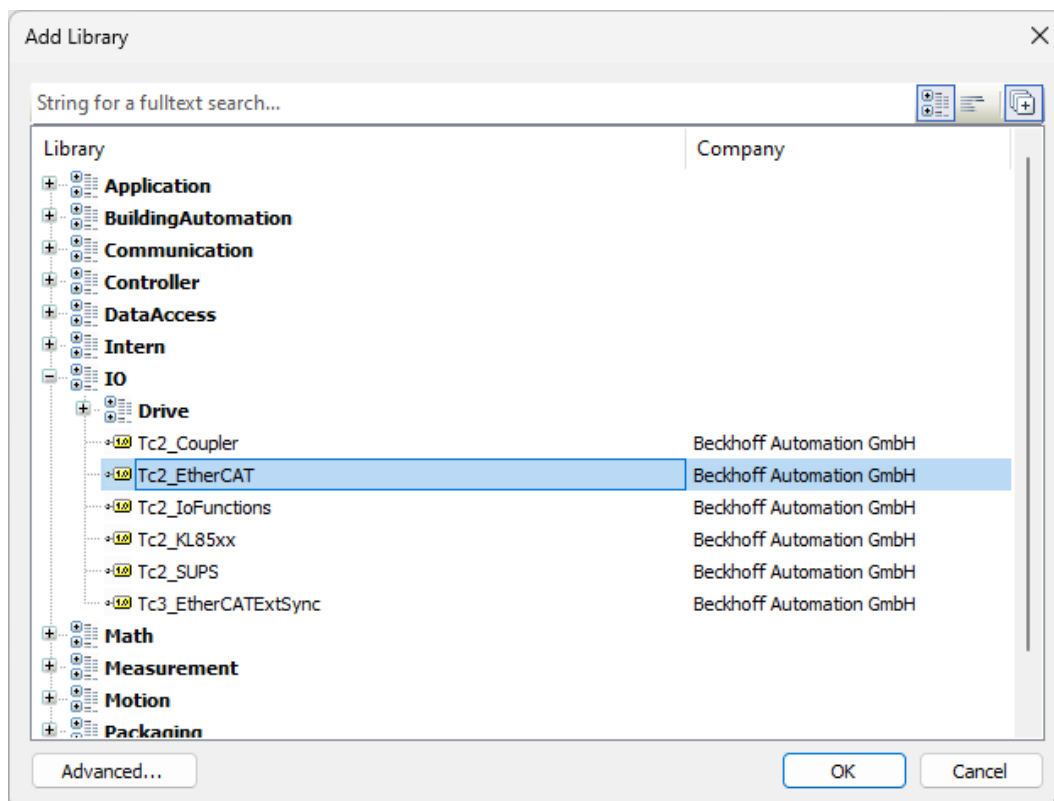 Add Library
String for a fulltext search...
Library Company
Application
BuildingAutomation
Communication
Controller
DataAccess
Intern
IO
Drive
Tc2_Coupler Beckhoff Automation GmbH
Tc2_EtherCAT Beckhoff Automation GmbH
Tc2_IoFunctions Beckhoff Automation GmbH
Tc2_KL85xx Beckhoff Automation GmbH
Tc2_SUPS Beckhoff Automation GmbH
Tc3_EtherCATExtSync Beckhoff Automation GmbH
Math
Measurement
Motion
Packaging
Advanced... OK Cancel